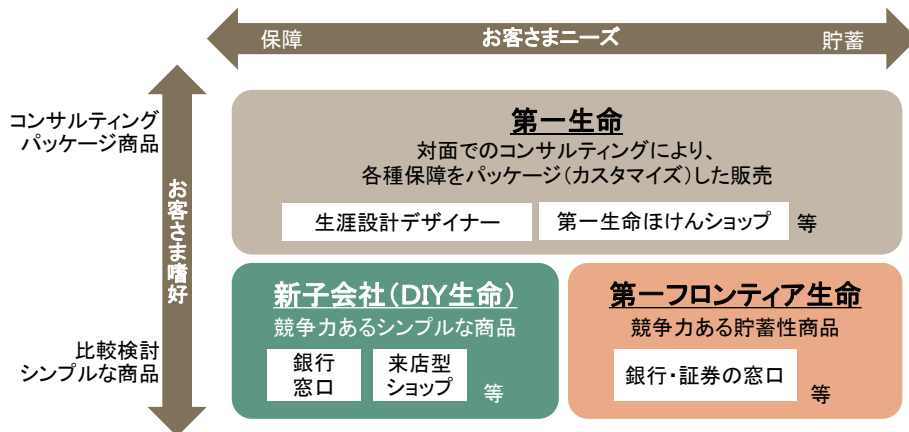 保障 お客さまニーズ 貯蓄
コンサルティング
パッケージ商品
お客さま嗜好
比較検討
シンプルな商品
第一生命
対面でのコンサルティングにより、
各種保障をパッケージ（カスタマイズ）した販売
生涯設計デザイナー 第一生命ほけんショップ 等
新子会社（DIY生命）
競争力あるシンプルな商品
銀行
窓口
来店型
ショップ
等
第一フロンティア生命
競争力ある貯蓄性商品
銀行・証券の窓口 等